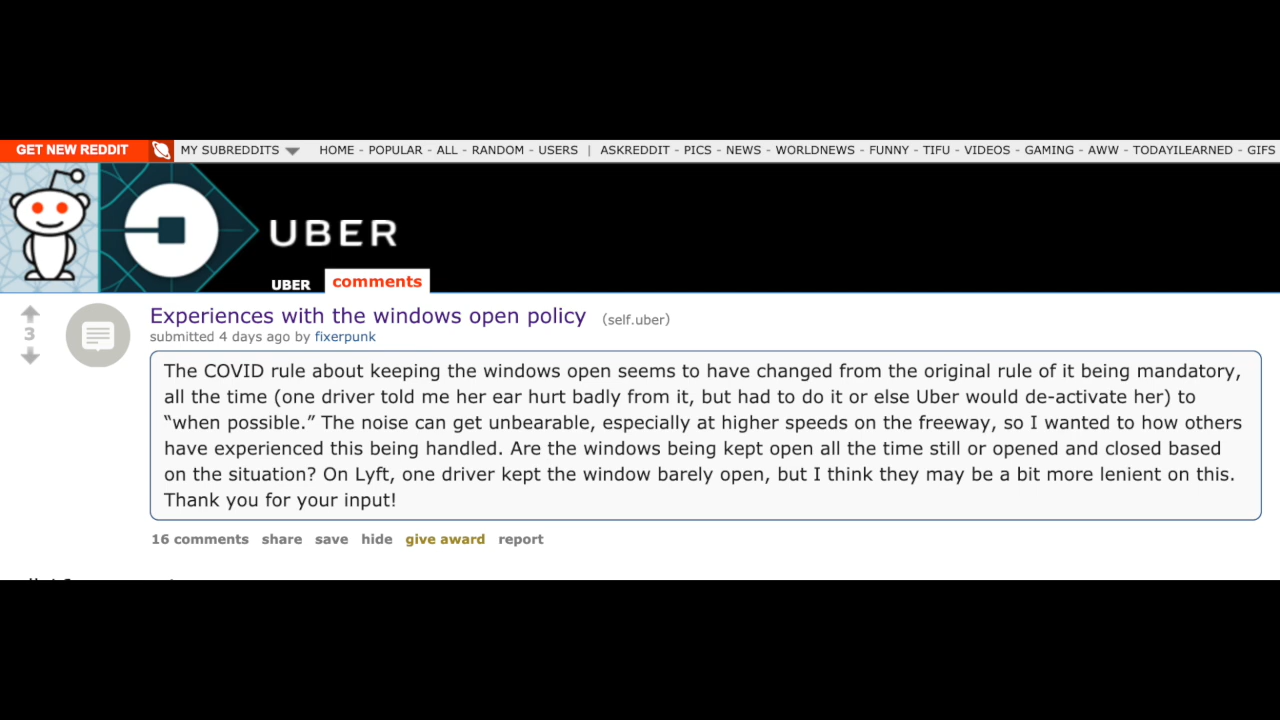 GET NEW REDDIT MY SUBREDDITS HOME - POPULAR - ALL - RANDOM - USERS | ASKREDDIT - PICS - NEWS - WORLDNEWS - FUNNY - TIFU - VIDEOS - GAMING - AWW - TODAYILEARNED - GIFS
UBER
UBER comments
Experiences with the windows open policy (self.uber)
3
submitted 4 days ago by fixerpunk
The COVID rule about keeping the windows open seems to have changed from the original rule of it being mandatory,
all the time (one driver told me her ear hurt badly from it, but had to do it or else Uber would de-activate her) to
“when possible.” The noise can get unbearable, especially at higher speeds on the freeway, so I wanted to how others
have experienced this being handled. Are the windows being kept open all the time still or opened and closed based
on the situation? On Lyft, one driver kept the window barely open, but I think they may be a bit more lenient on this.
Thank you for your input!
16 comments share save hide give award report